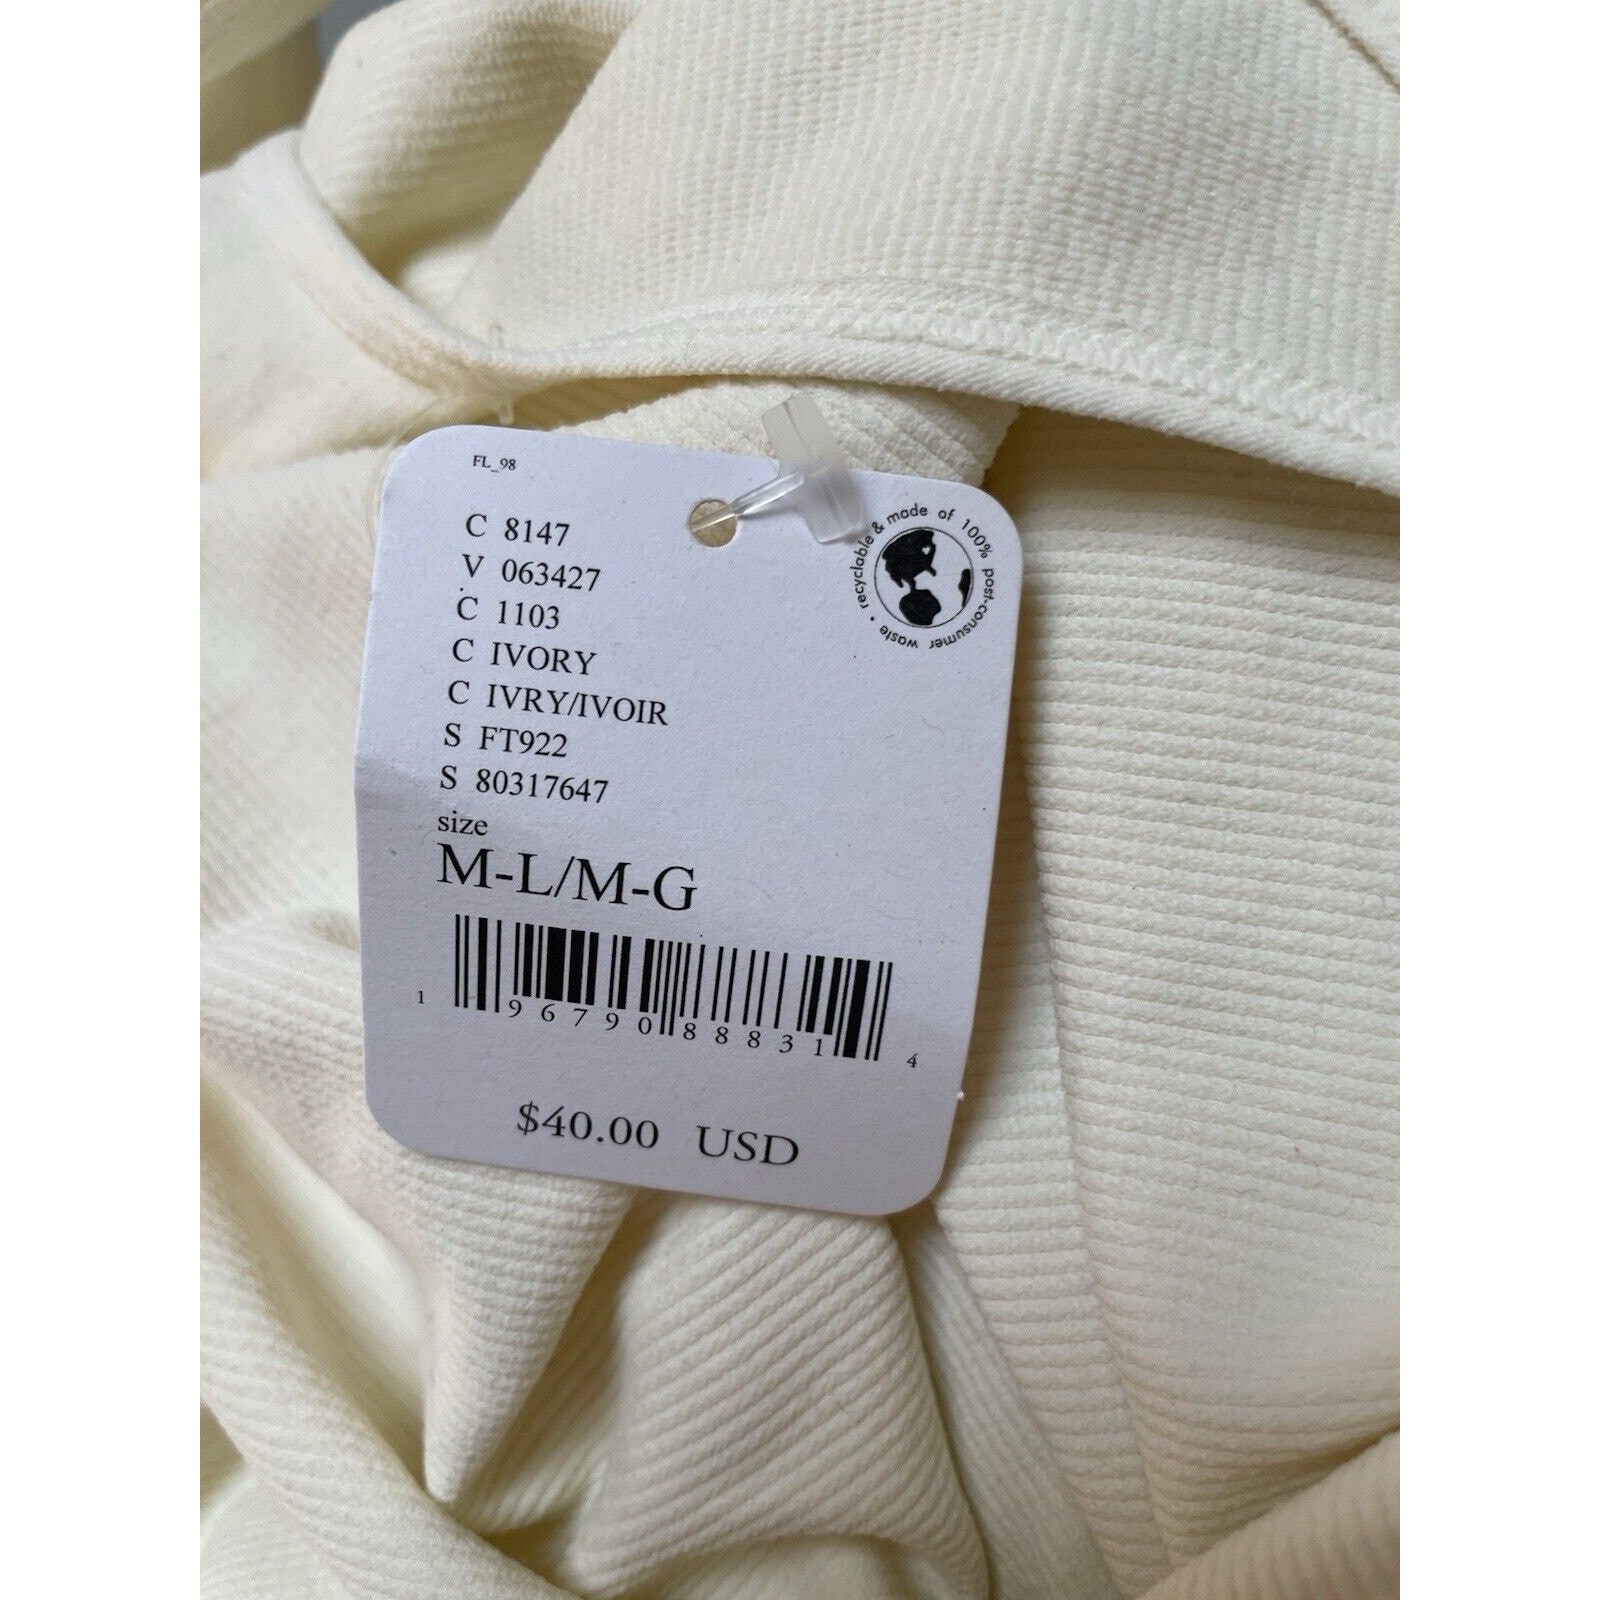 FL_98
C 8147
V 063427
C 1103
C IVORY
C IVRY/IVOIR
S FT922
S 80317647
size
M-L/M-G
1 96790 88831 4
$40.00 USD
recyclable & made of 100% post-consumer waste •